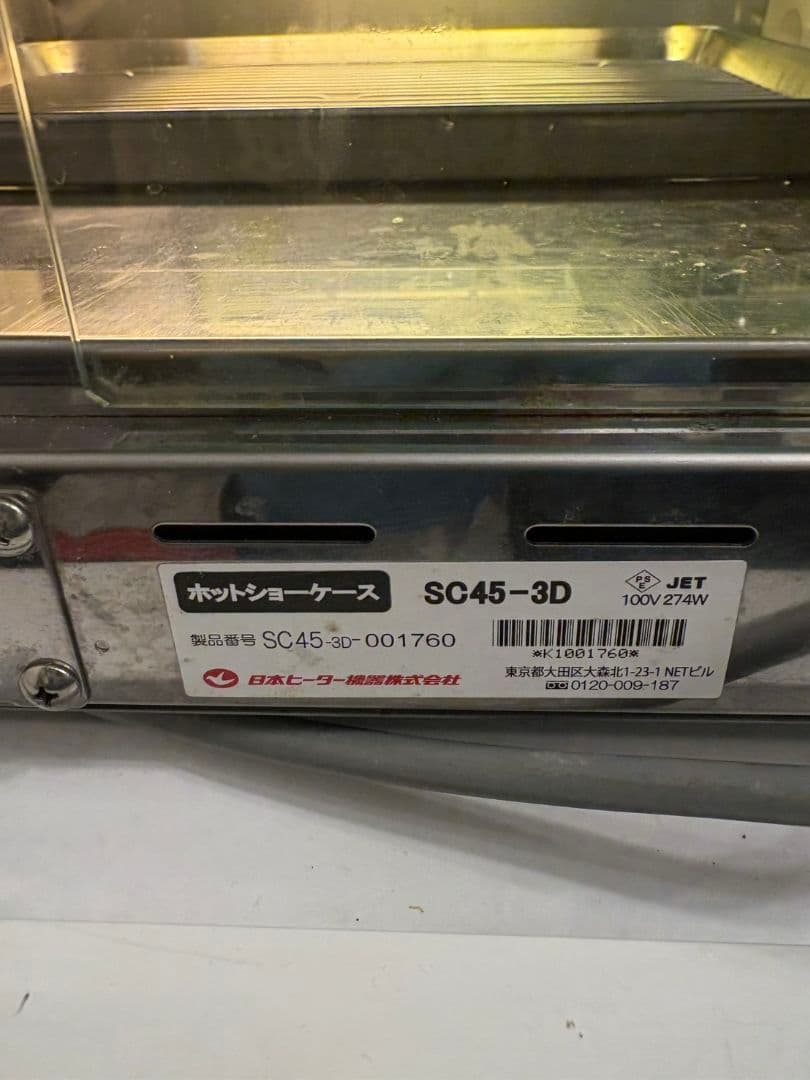 ホットショーケース SC45-3D PSE JET
100V 274W
製品番号 SC45-3D-001760
*K1001760*
日本ヒーター機器株式会社 東京都大田区大森北1-23-1 NETビル
0120-009-187